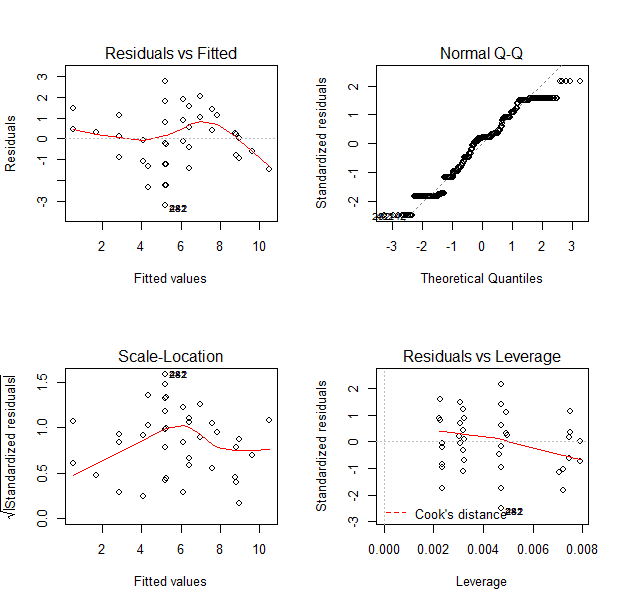 Residuals vs Fitted
Residuals
3
2
1
0
-1
-3
2 4 6 8 10
Fitted values
Normal Q-Q
Standardized residuals
2
1
0
-1
-2
-3 -2 -1 0 1 2 3
Theoretical Quantiles
Scale-Location
√|Standardized residuals|
1.5
1.0
0.5
0.0
2 4 6 8 10
Fitted values
Residuals vs Leverage
Standardized residuals
2
1
0
-1
-2
-3
Cook's distance
0.000 0.002 0.004 0.006 0.008
Leverage